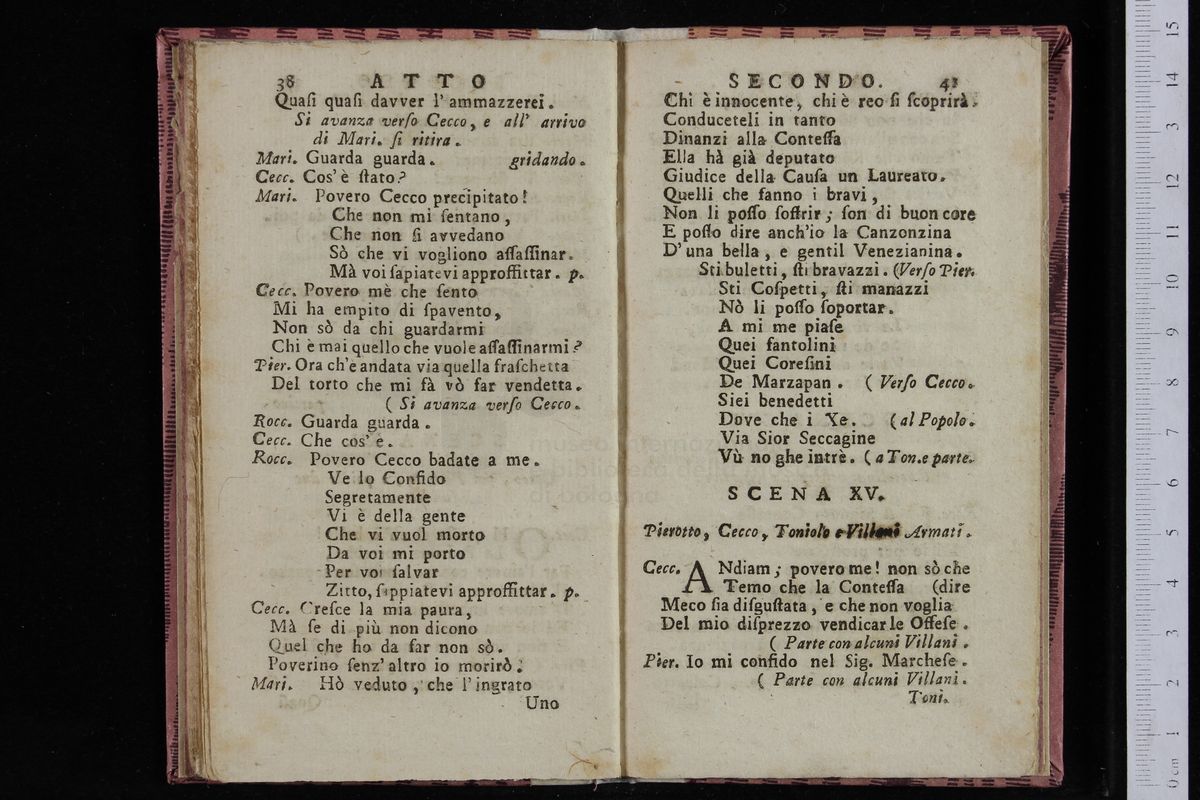 38 ATTO
Quaſi quaſi davver l' ammazzerei.
Si avanza verſo Cecco, e all' arrivo
di Mari. ſi ritira.
Mari. Guarda guarda. gridando.
Cecc. Cos' è ſtato?
Mari. Povero Cecco precipitato!
Che non mi ſentano,
Che non ſi avvedano
Sò che vi vogliono aſſaſſinar.
Mà voi ſapiatevi approffittar. p.
Cecc. Povero mè che ſento
Mi ha empito di ſpavento,
Non sò da chi guardarmi
Chi è mai quello che vuole aſſaſſinarmi?
Pier. Ora ch'e andata via quella fraſchetta
Del torto che mi fà vò far vendetta.
( Si avanza verſo Cecco.
Rocc. Guarda guarda.
Cecc. Che cos' è.
Rocc. Povero Cecco badate a me.
Ve lo Confido
Segretamente
Vi è della gente
Che vi vuol morto
Da voi mi porto
Per voi ſalvar
Zitto, ſappiatevi approffittar. p.
Cecc. Creſce la mia paura,
Mà ſe di più non dicono
Quel che ho da far non sò.
Poverino ſenz' altro io morirò.
Mari. Hò veduto, che l' ingrato
Uno
SECONDO. 41
Chi è innocente, chi è reo ſi ſcoprirà.
Conduceteli in tanto
Dinanzi alla Conteſſa
Ella hà già deputato
Giudice della Cauſa un Laureato.
Quelli che fanno i bravi,
Non li poſſo ſoffrir; ſon di buon core
E poſſo dire anch'io la Canzonzina
D' una bella, e gentil Venezianina.
Sti buletti, ſti bravazzi. (Verſo Pier.
Sti Coſpetti, ſti manazzi
Nò li poſſo ſoportar.
A mi me piaſe
Quei fantolini
Quei Coreſini
De Marzapan. ( Verſo Cecco.
Siei benedetti
Dove che i Xe. (al Popolo.
Via Sior Seccagine
Vù no ghe intrè. ( a Ton. e parte.
SCENA XV.
Pierotto, Cecco, Toniolo e Villani Armati.
Cecc. ANdiam; povero me! non sò che
Temo che la Conteſſa (dire
Meco ſia diſguſtata, e che non voglia
Del mio diſprezzo vendicar le Offeſe.
( Parte con alcuni Villani.
Pier. Io mi confido nel Sig. Marcheſe.
( Parte con alcuni Villani.
Toni.